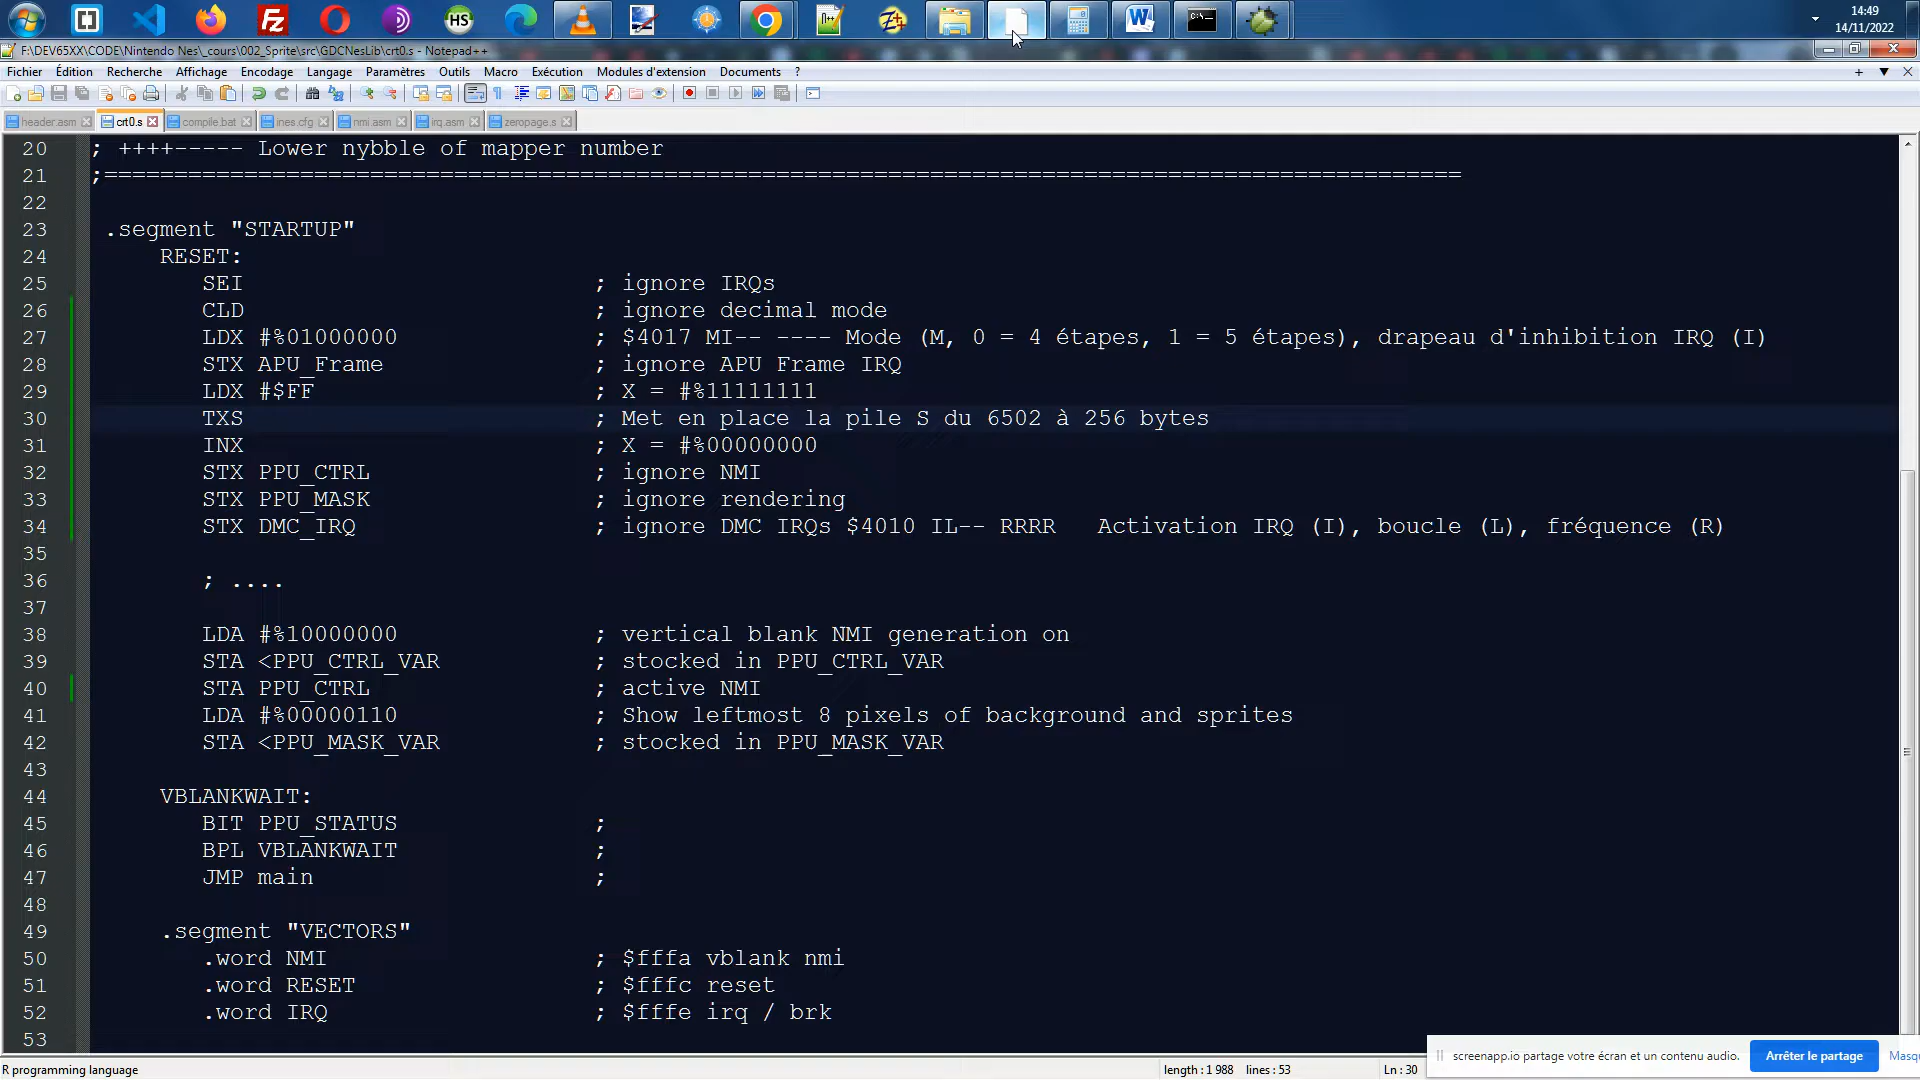 14:49
14/11/2022
F:\DEV65XX\CODE\Nintendo Nes\_cours\002_Sprite\src\GDCNesLib\crt0.s - Notepad++
Fichier Édition Recherche Affichage Encodage Langage Paramètres Outils Macro Exécution Modules d'extension Documents ?
header.asm crt0.s compile.bat ines.cfg nmi.asm irq.asm zeropage.s
20 ; ++++----- Lower nybble of mapper number
21 ;=================================================================================================
22
23 .segment "STARTUP"
24 RESET:
25 SEI ; ignore IRQs
26 CLD ; ignore decimal mode
27 LDX #%01000000 ; $4017 MI-- ---- Mode (M, 0 = 4 étapes, 1 = 5 étapes), drapeau d'inhibition IRQ (I)
28 STX APU_Frame ; ignore APU Frame IRQ
29 LDX #$FF ; X = #%11111111
30 TXS ; Met en place la pile S du 6502 à 256 bytes
31 INX ; X = #%00000000
32 STX PPU_CTRL ; ignore NMI
33 STX PPU_MASK ; ignore rendering
34 STX DMC_IRQ ; ignore DMC IRQs $4010 IL-- RRRR Activation IRQ (I), boucle (L), fréquence (R)
35
36 ; ....
37
38 LDA #%10000000 ; vertical blank NMI generation on
39 STA <PPU_CTRL_VAR ; stocked in PPU_CTRL_VAR
40 STA PPU_CTRL ; active NMI
41 LDA #%00000110 ; Show leftmost 8 pixels of background and sprites
42 STA <PPU_MASK_VAR ; stocked in PPU_MASK_VAR
43
44 VBLANKWAIT:
45 BIT PPU_STATUS ;
46 BPL VBLANKWAIT ;
47 JMP main ;
48
49 .segment "VECTORS"
50 .word NMI ; $fffa vblank nmi
51 .word RESET ; $fffc reset
52 .word IRQ ; $fffe irq / brk
53
screenapp.io partage votre écran et un contenu audio. Arrêter le partage Masq
R programming language length : 1 988 lines : 53 Ln : 30